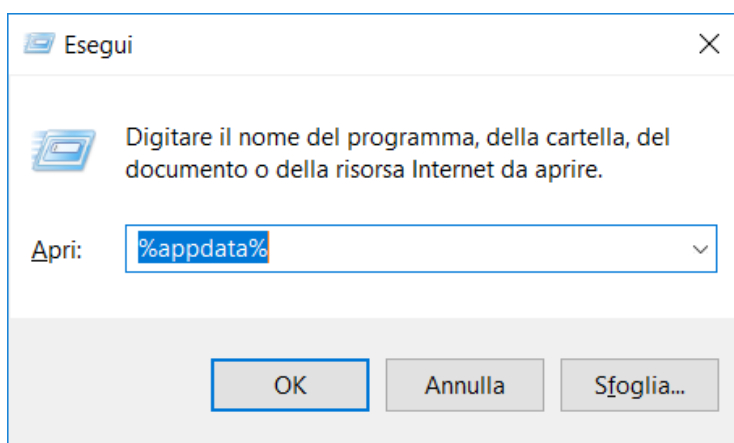 Esegui
Digitare il nome del programma, della cartella, del
documento o della risorsa Internet da aprire.
Apri: %appdata%
OK Annulla Sfoglia...